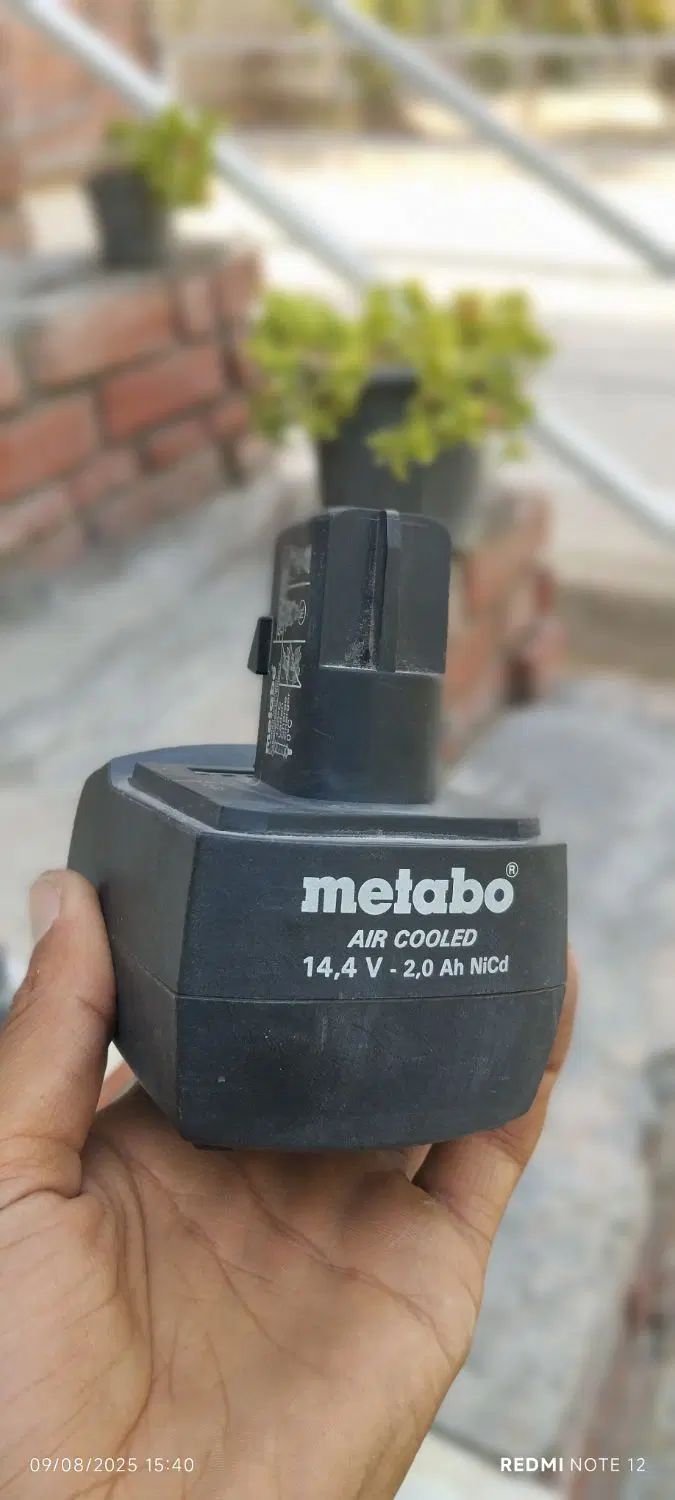 metabo®
AIR COOLED
14,4 V - 2,0 Ah NiCd
09/08/2025 15:40
REDMI NOTE 12